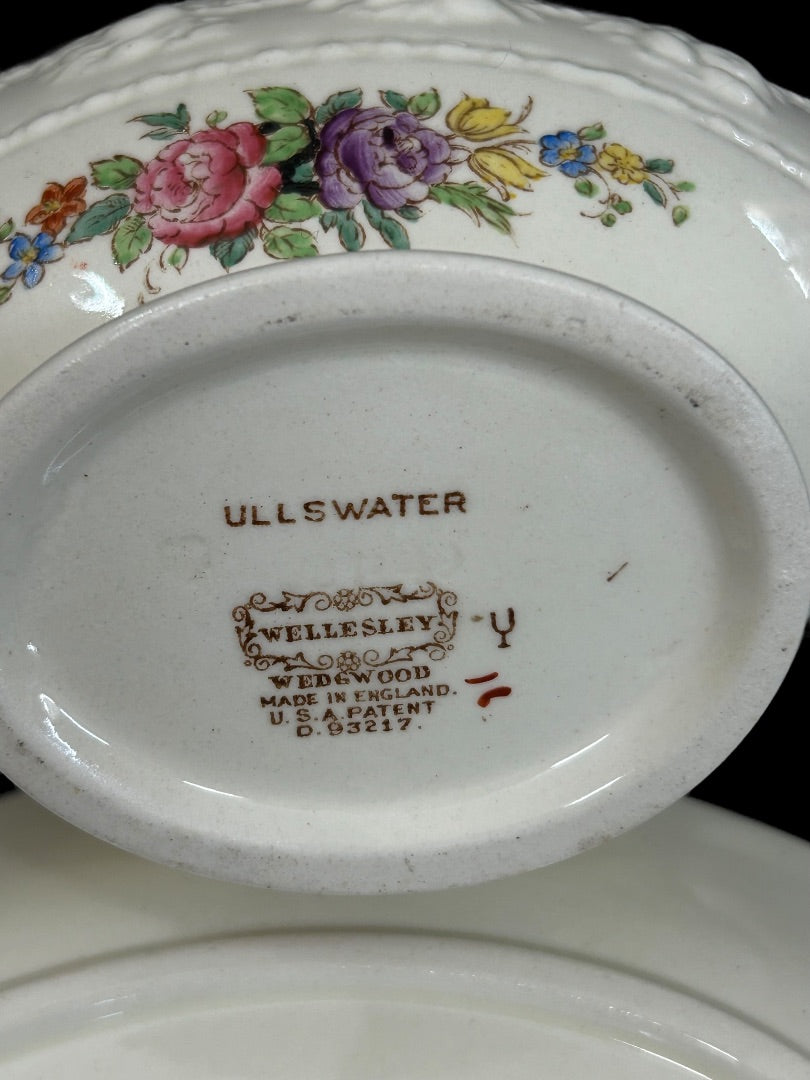 ULLSWATER
WELLESLEY
Y
WEDGWOOD
MADE IN ENGLAND.
U.S.A. PATENT
D.93217.